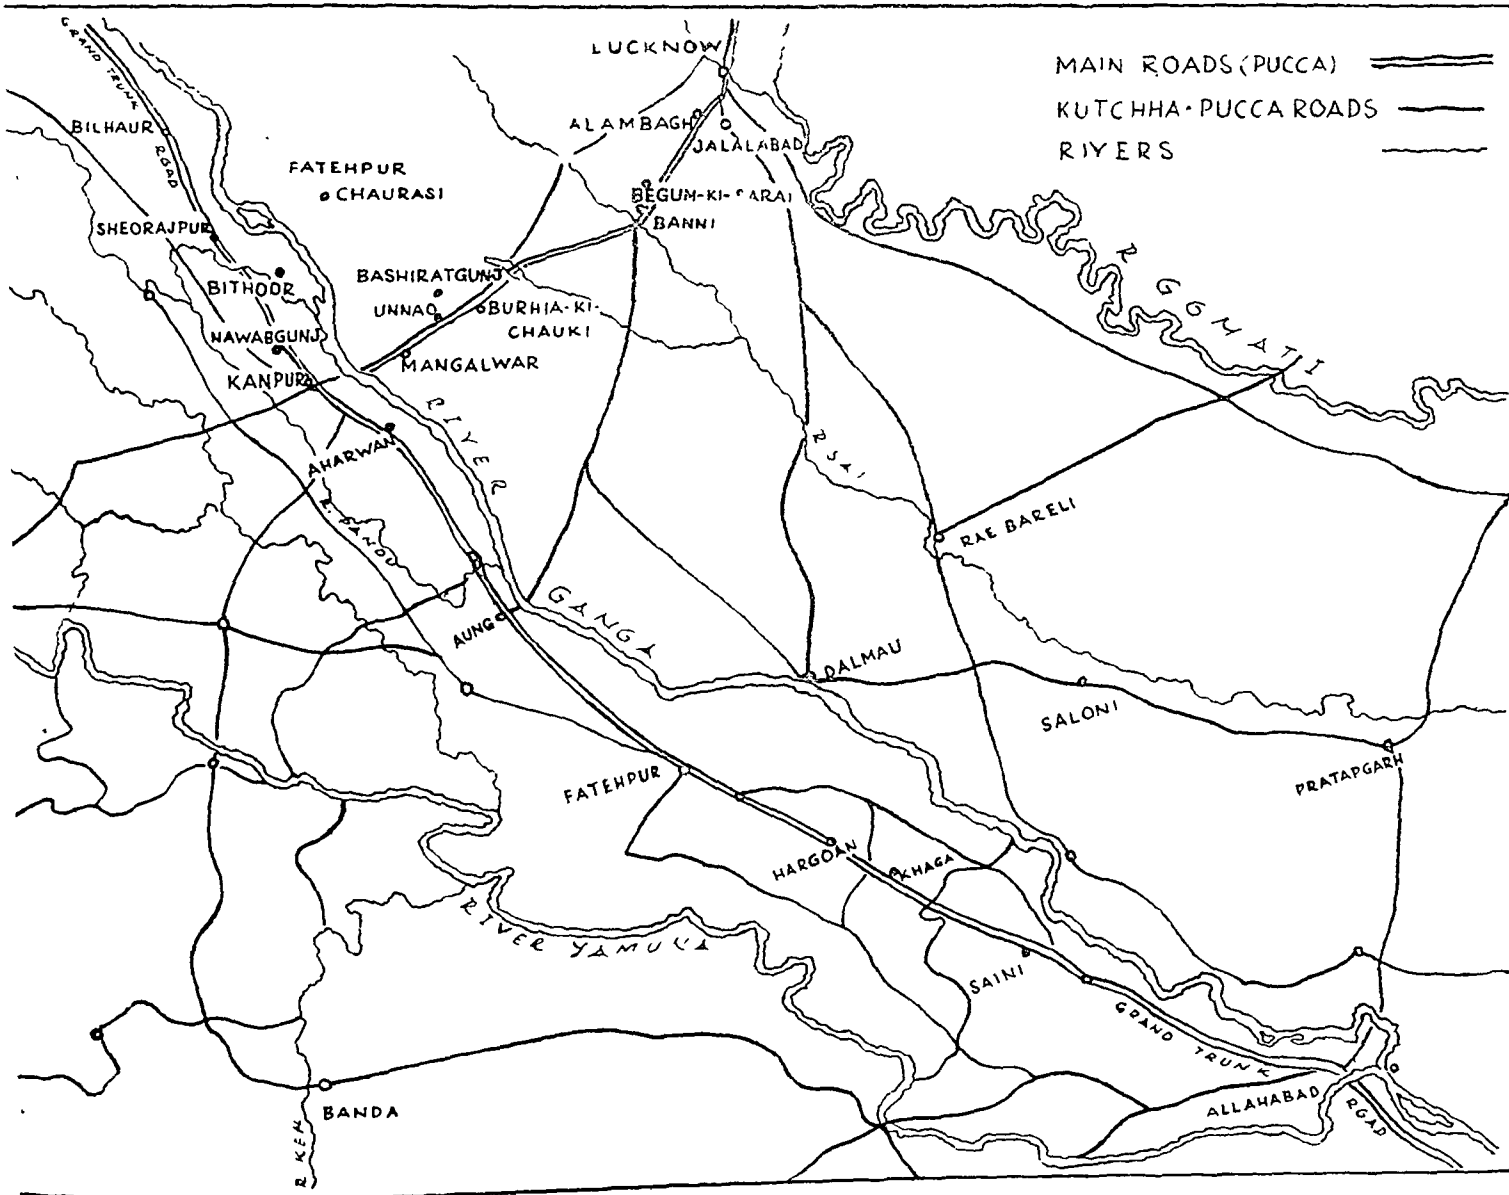 GRAND TRUNK ROAD
LUCKNOW
MAIN ROADS (PUCCA)
KUTCHHA-PUCCA ROADS
RIVERS
BILHAUR
ALAMBAGH
JALALABAD
FATEHPUR
CHAURASI
BEGUM-KI-SARAI
BANNI
SHEORAJPUR
BITHOOR
BASHIRATGUNJ
UNNAO
BURHIA-KI-
CHAUKI
R GOMATI
NAWABGUNJ
MANGALWAR
KANPUR
RIVER
GANGA
AHARWAN
R SAI
R. PANDU
RAE BARELI
AUNG
DALMAU
SALONI
PRATAPGARH
FATEHPUR
HARGOAN
KHAGA
RIVER YAMUNA
SAINI
GRAND TRUNK
ROAD
ALLAHABAD
BANDA
R KEN